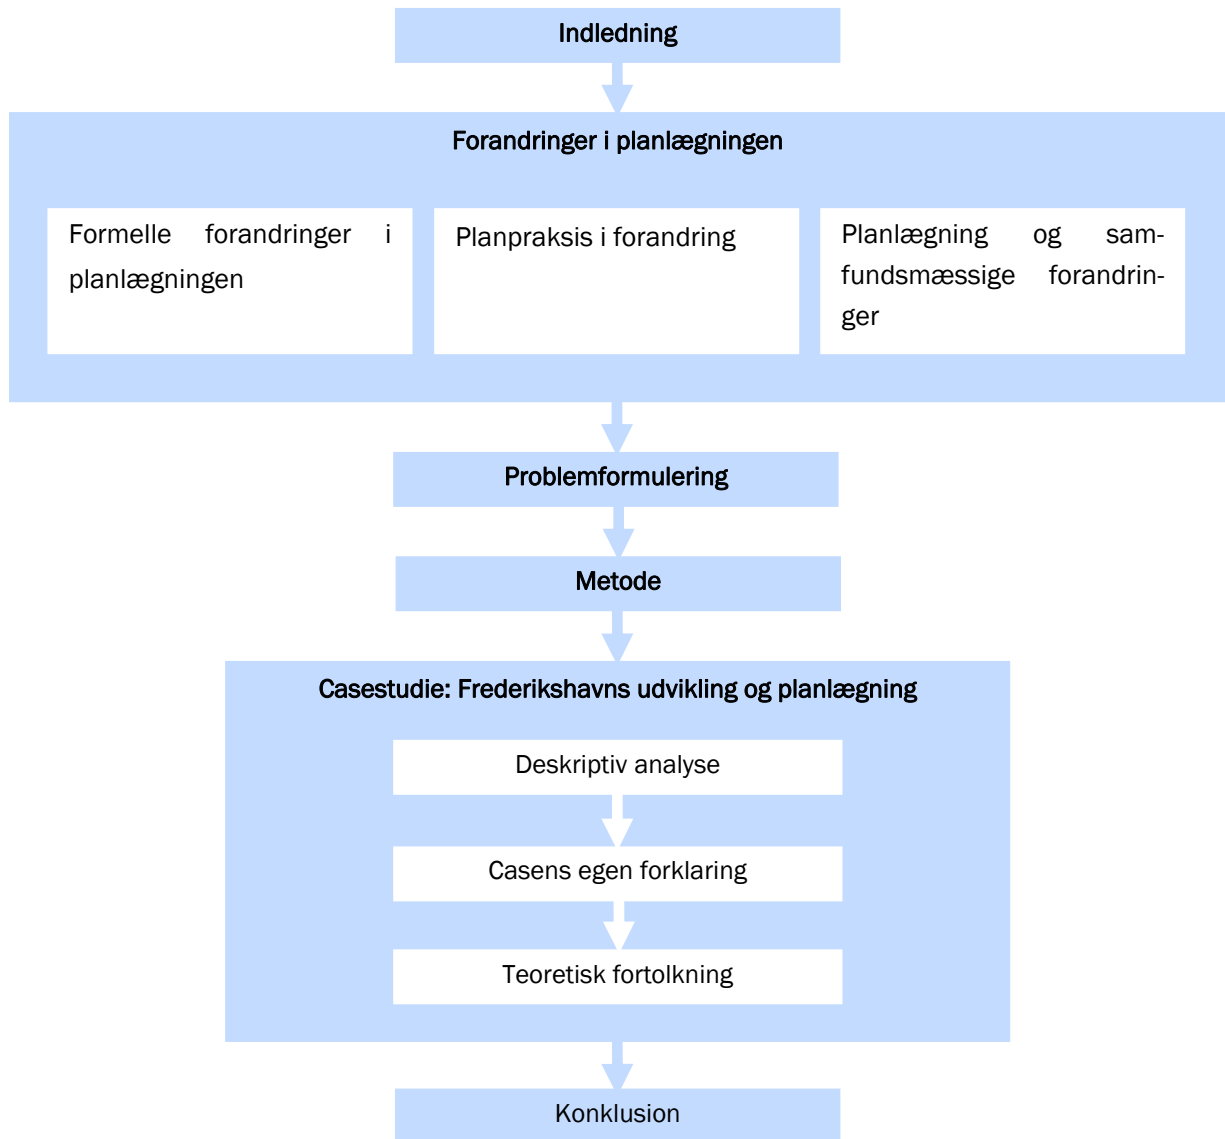 Indledning
Forandringer i planlægningen
Formelle forandringer i
planlægningen
Planpraksis i forandring
Planlægning og sam-
fundsmæssige forandrin-
ger
Problemformulering
Metode
Casestudie: Frederikshavns udvikling og planlægning
Deskriptiv analyse
Casens egen forklaring
Teoretisk fortolkning
Konklusion